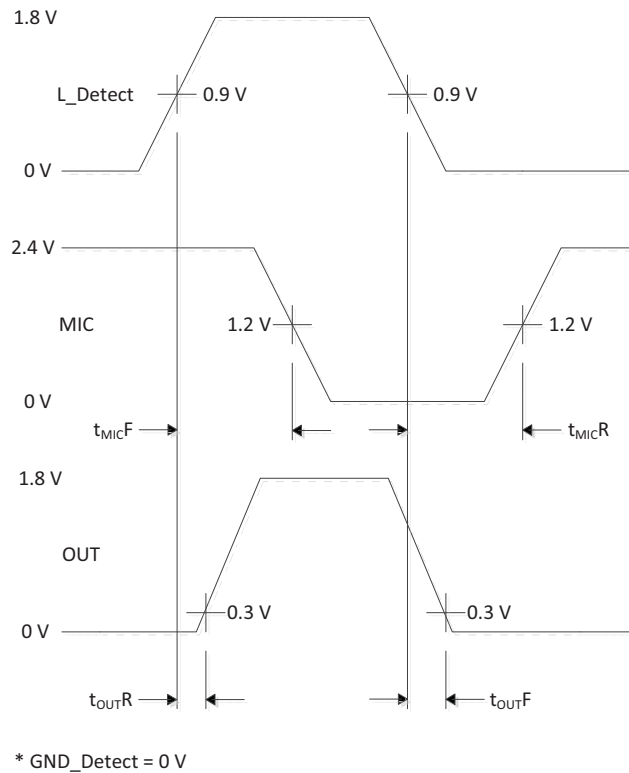 1.8 V
L_Detect
0.9 V
0.9 V
0 V
2.4 V
MIC
1.2 V
1.2 V
0 V
tMICF
tMICR
1.8 V
OUT
0.3 V
0.3 V
0 V
tOUTR
tOUTF
* GND_Detect = 0 V